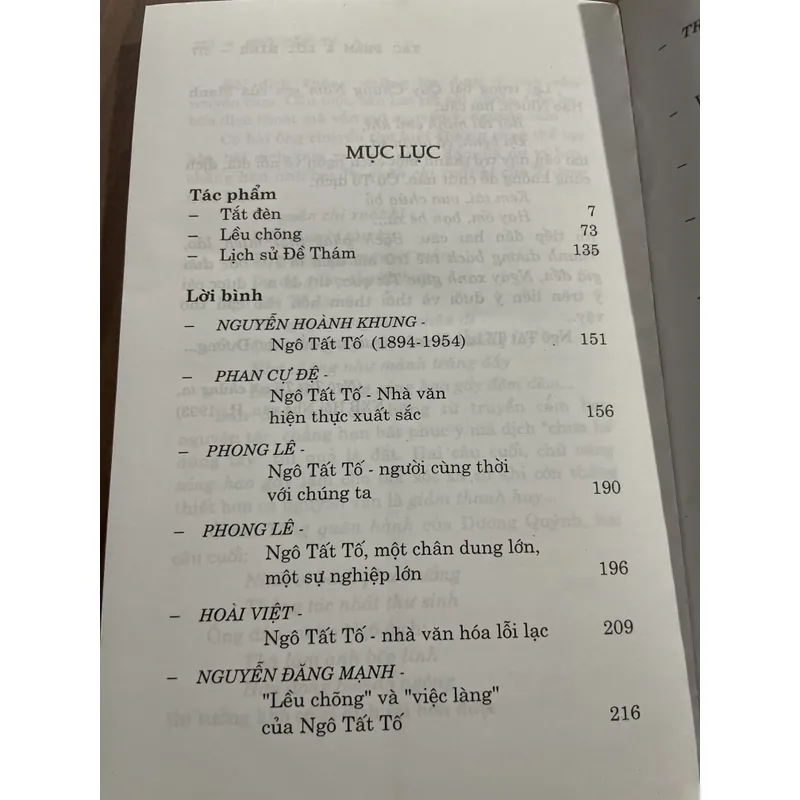 MỤC LỤC
Tác phẩm
– Tắt đèn 7
– Lều chõng 73
– Lịch sử Đề Thám 135
Lời bình
– NGUYỄN HOÀNH KHUNG -
Ngô Tất Tố (1894-1954) 151
– PHAN CỰ ĐỆ -
Ngô Tất Tố - Nhà văn
hiện thực xuất sắc 156
– PHONG LÊ -
Ngô Tất Tố - người cùng thời
với chúng ta 190
– PHONG LÊ -
Ngô Tất Tố, một chân dung lớn,
một sự nghiệp lớn 196
– HOÀI VIỆT -
Ngô Tất Tố - nhà văn hóa lỗi lạc 209
– NGUYỄN ĐĂNG MẠNH -
"Lều chõng" và "việc làng"
của Ngô Tất Tố 216